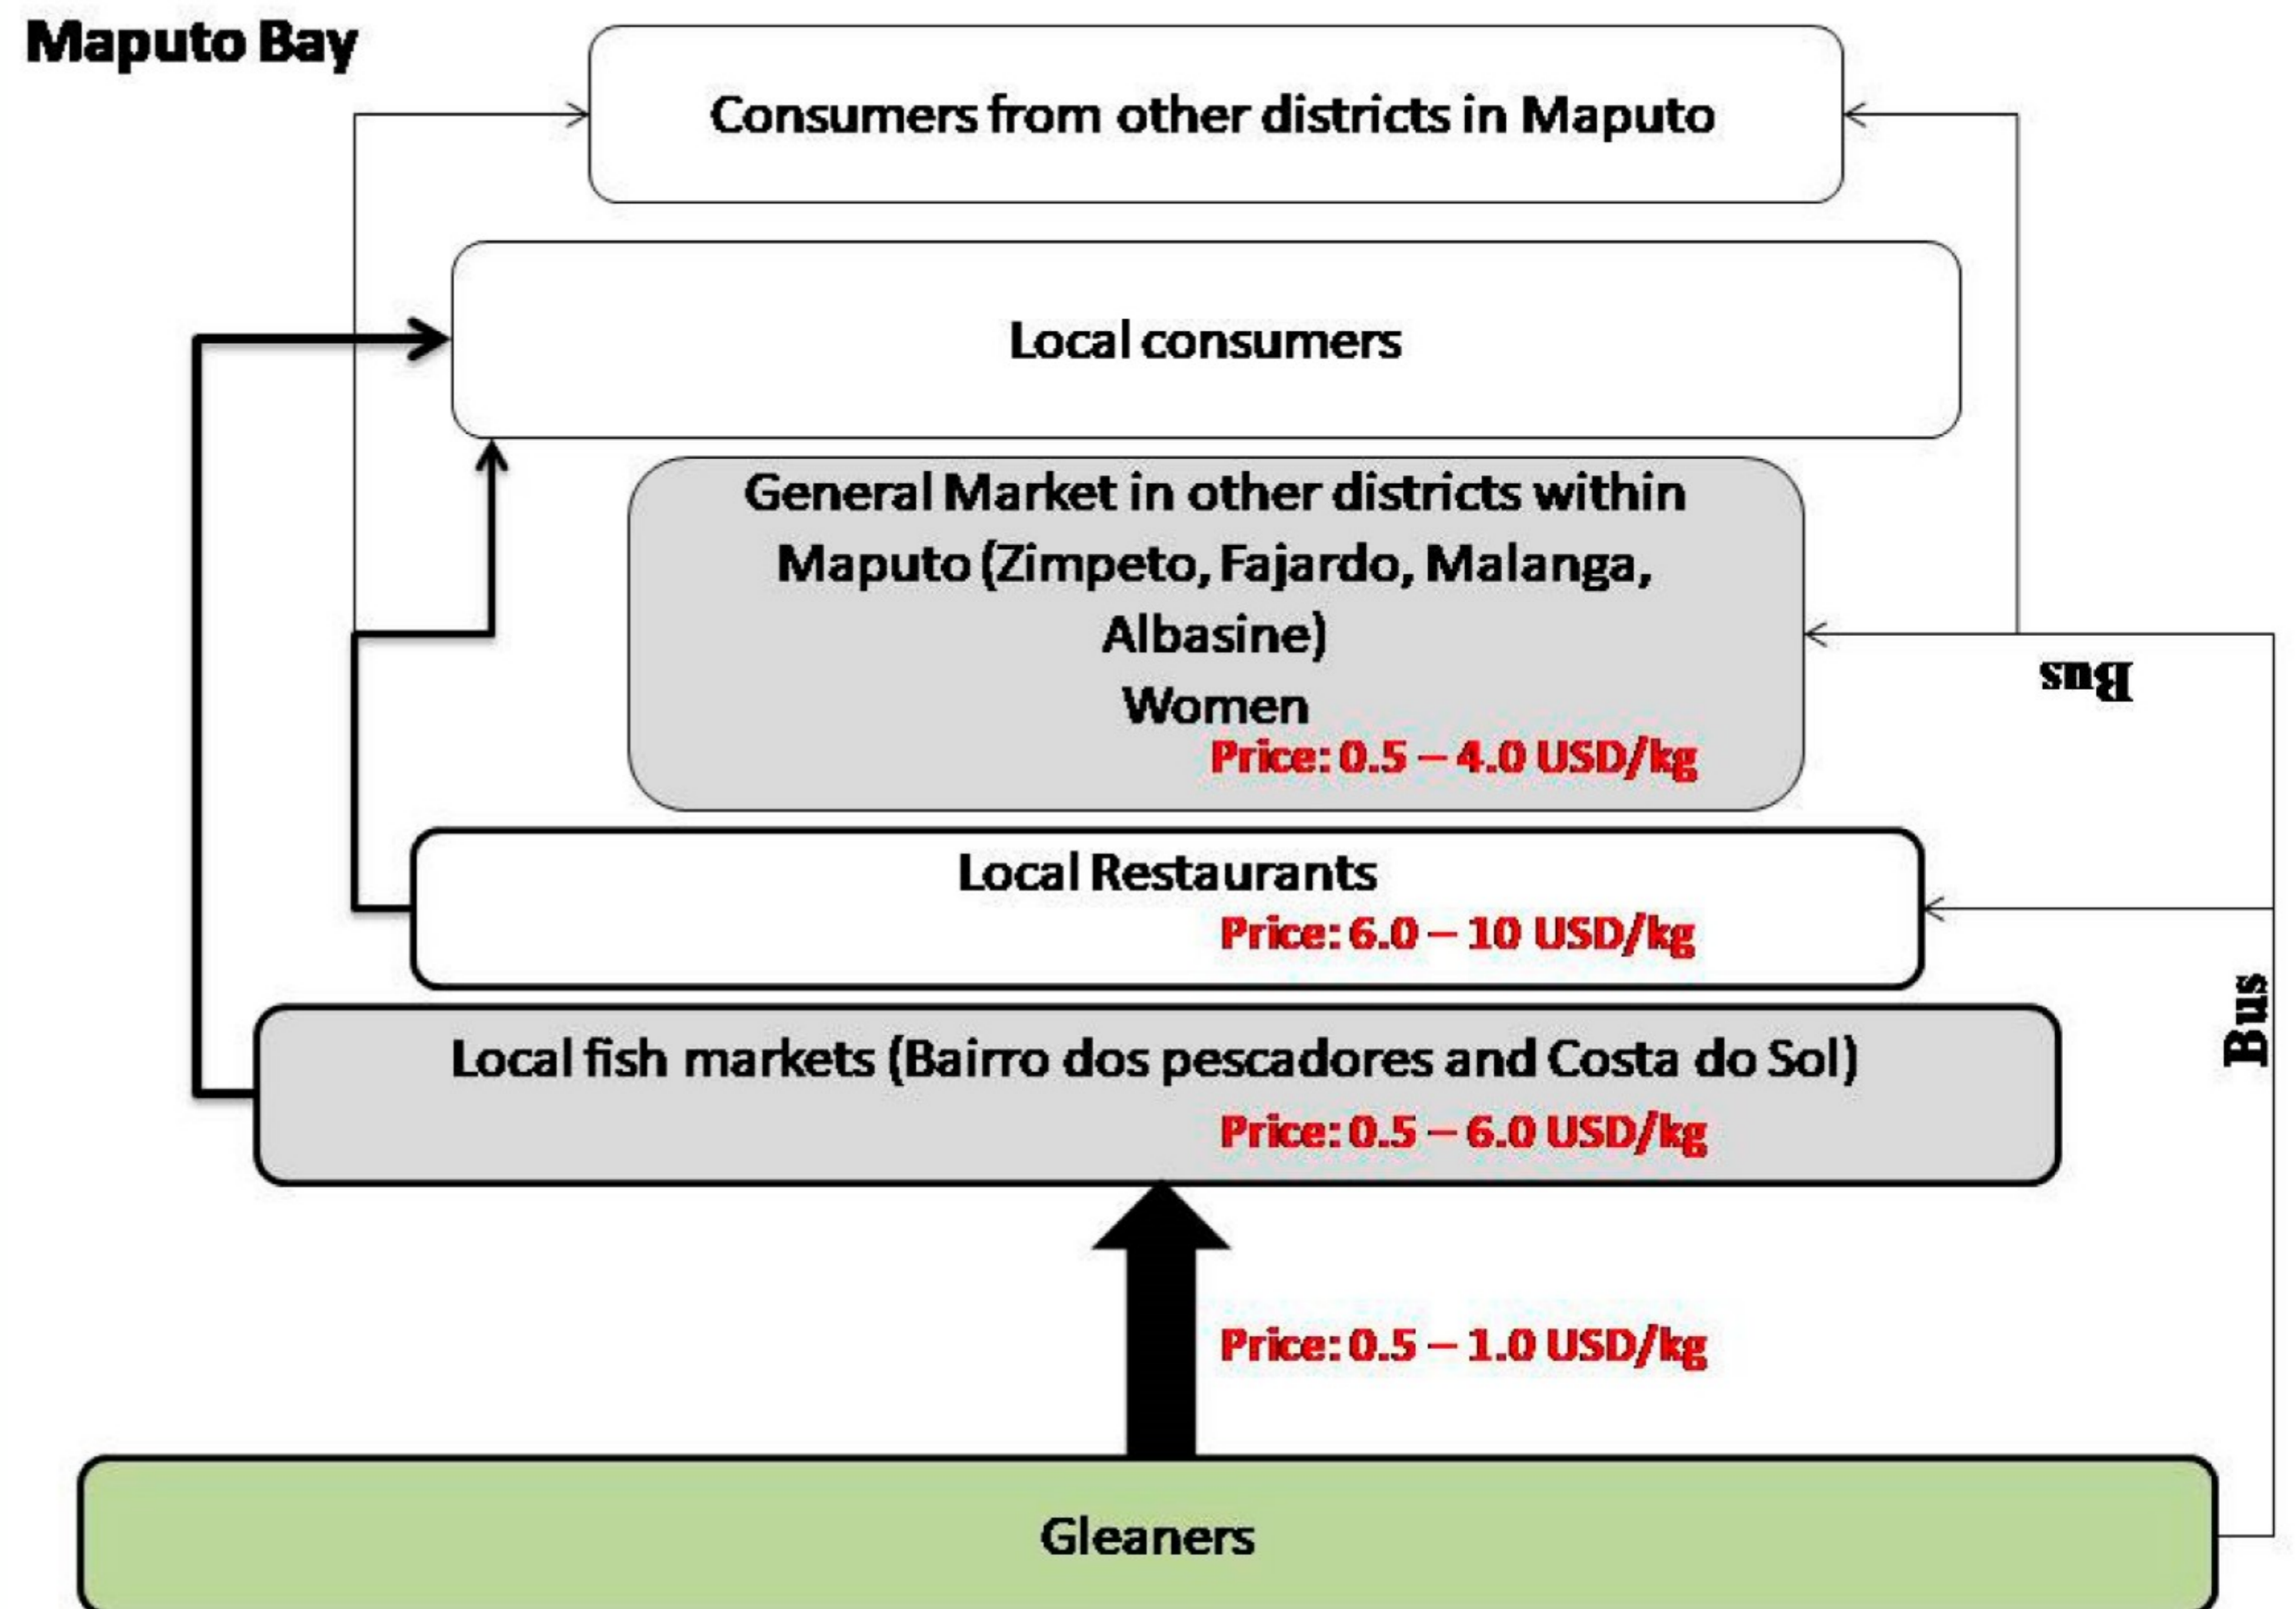 Maputo Bay
Consumers from other districts in Maputo
Local consumers
General Market in other districts within
Maputo (Zimpeto, Fajardo, Malanga,
Albasine)
Women
Price: 0.5 – 4.0 USD/kg
Bus
Local Restaurants
Price: 6.0 – 10 USD/kg
Bus
Local fish markets (Bairro dos pescadores and Costa do Sol)
Price: 0.5 – 6.0 USD/kg
Price: 0.5 – 1.0 USD/kg
Gleaners